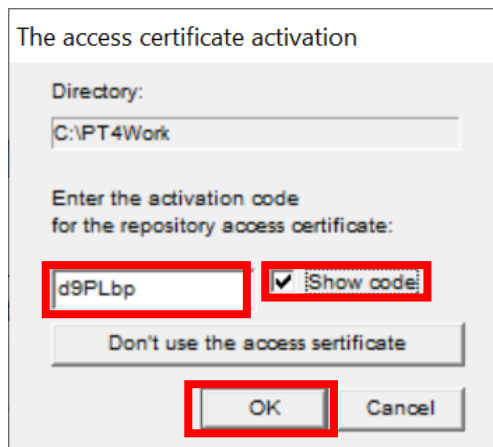 The access certificate activation
Directory:
C:\PT4Work
Enter the activation code
for the repository access certificate:
d9PLbp
Show code
Don't use the access sertificate
OK
Cancel